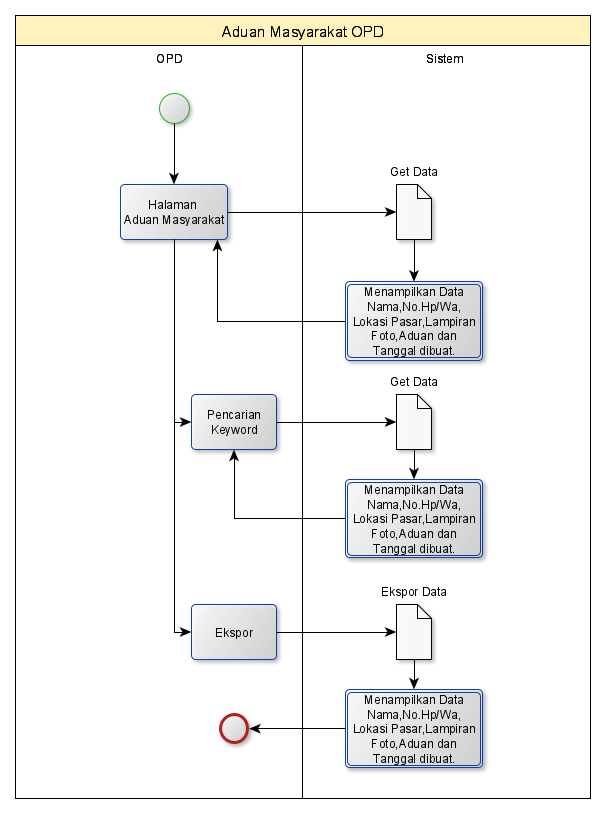 Aduan Masyarakat OPD
OPD
Sistem
Get Data
Halaman
Aduan Masyarakat
Menampilkan Data
Nama,No.Hp/Wa,
Lokasi Pasar,Lampiran
Foto,Aduan dan
Tanggal dibuat.
Get Data
Pencarian
Keyword
Menampilkan Data
Nama,No.Hp/Wa,
Lokasi Pasar,Lampiran
Foto,Aduan dan
Tanggal dibuat.
Ekspor Data
Ekspor
Menampilkan Data
Nama,No.Hp/Wa,
Lokasi Pasar,Lampiran
Foto,Aduan dan
Tanggal dibuat.